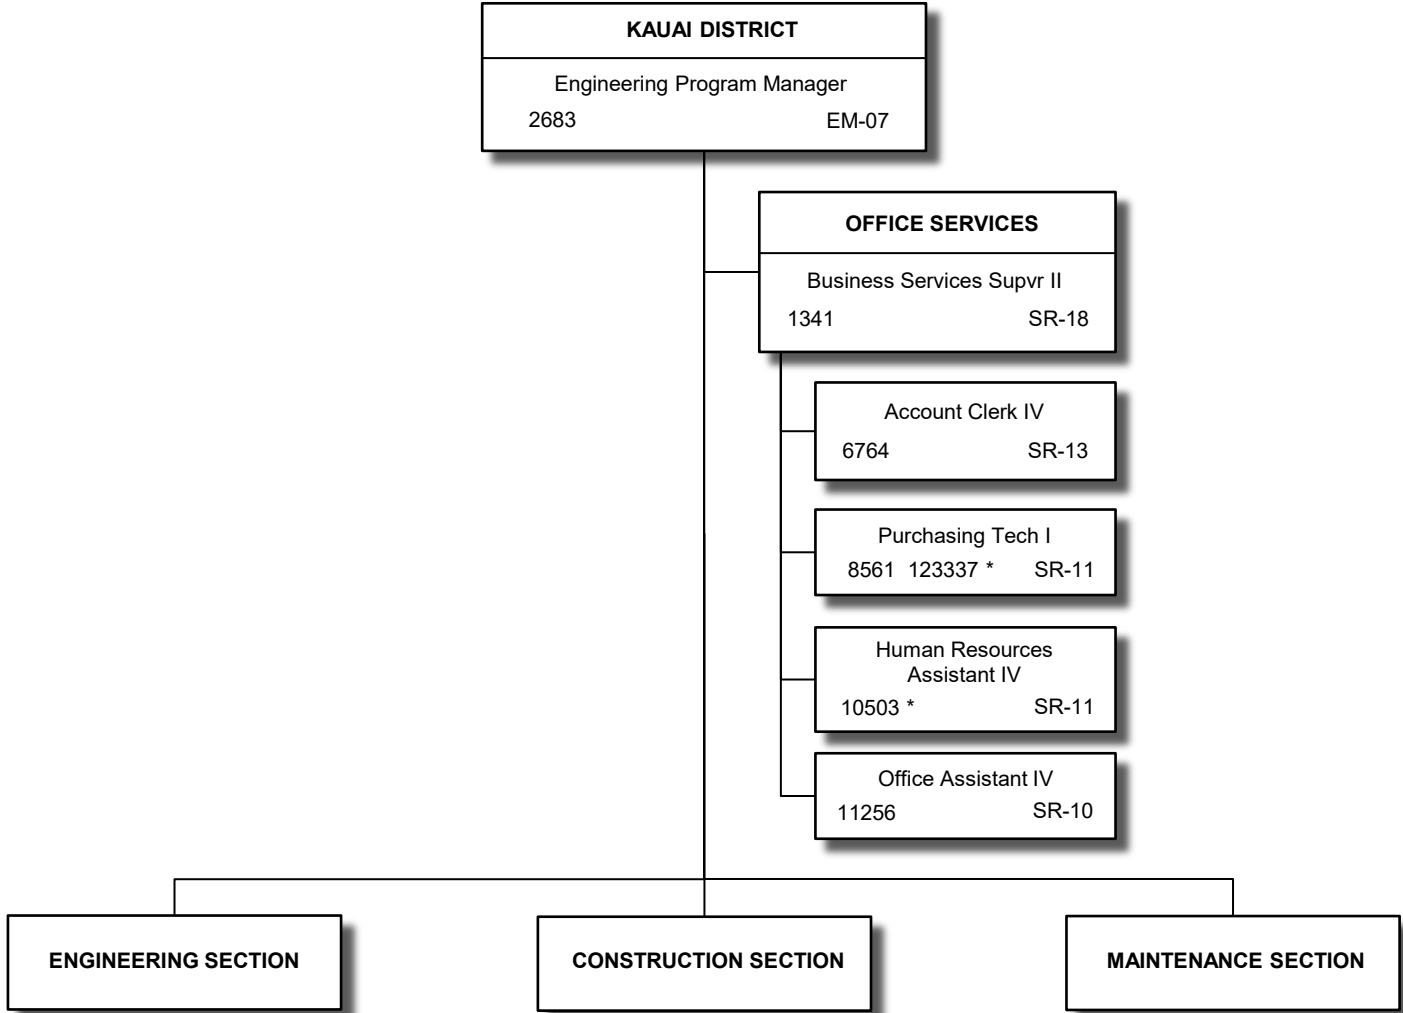 KAUAI DISTRICT
Engineering Program Manager
2683 EM-07
OFFICE SERVICES
Business Services Supvr II
1341 SR-18
Account Clerk IV
6764 SR-13
Purchasing Tech I
8561 123337 * SR-11
Human Resources
Assistant IV
10503 * SR-11
Office Assistant IV
11256 SR-10
ENGINEERING SECTION
CONSTRUCTION SECTION
MAINTENANCE SECTION